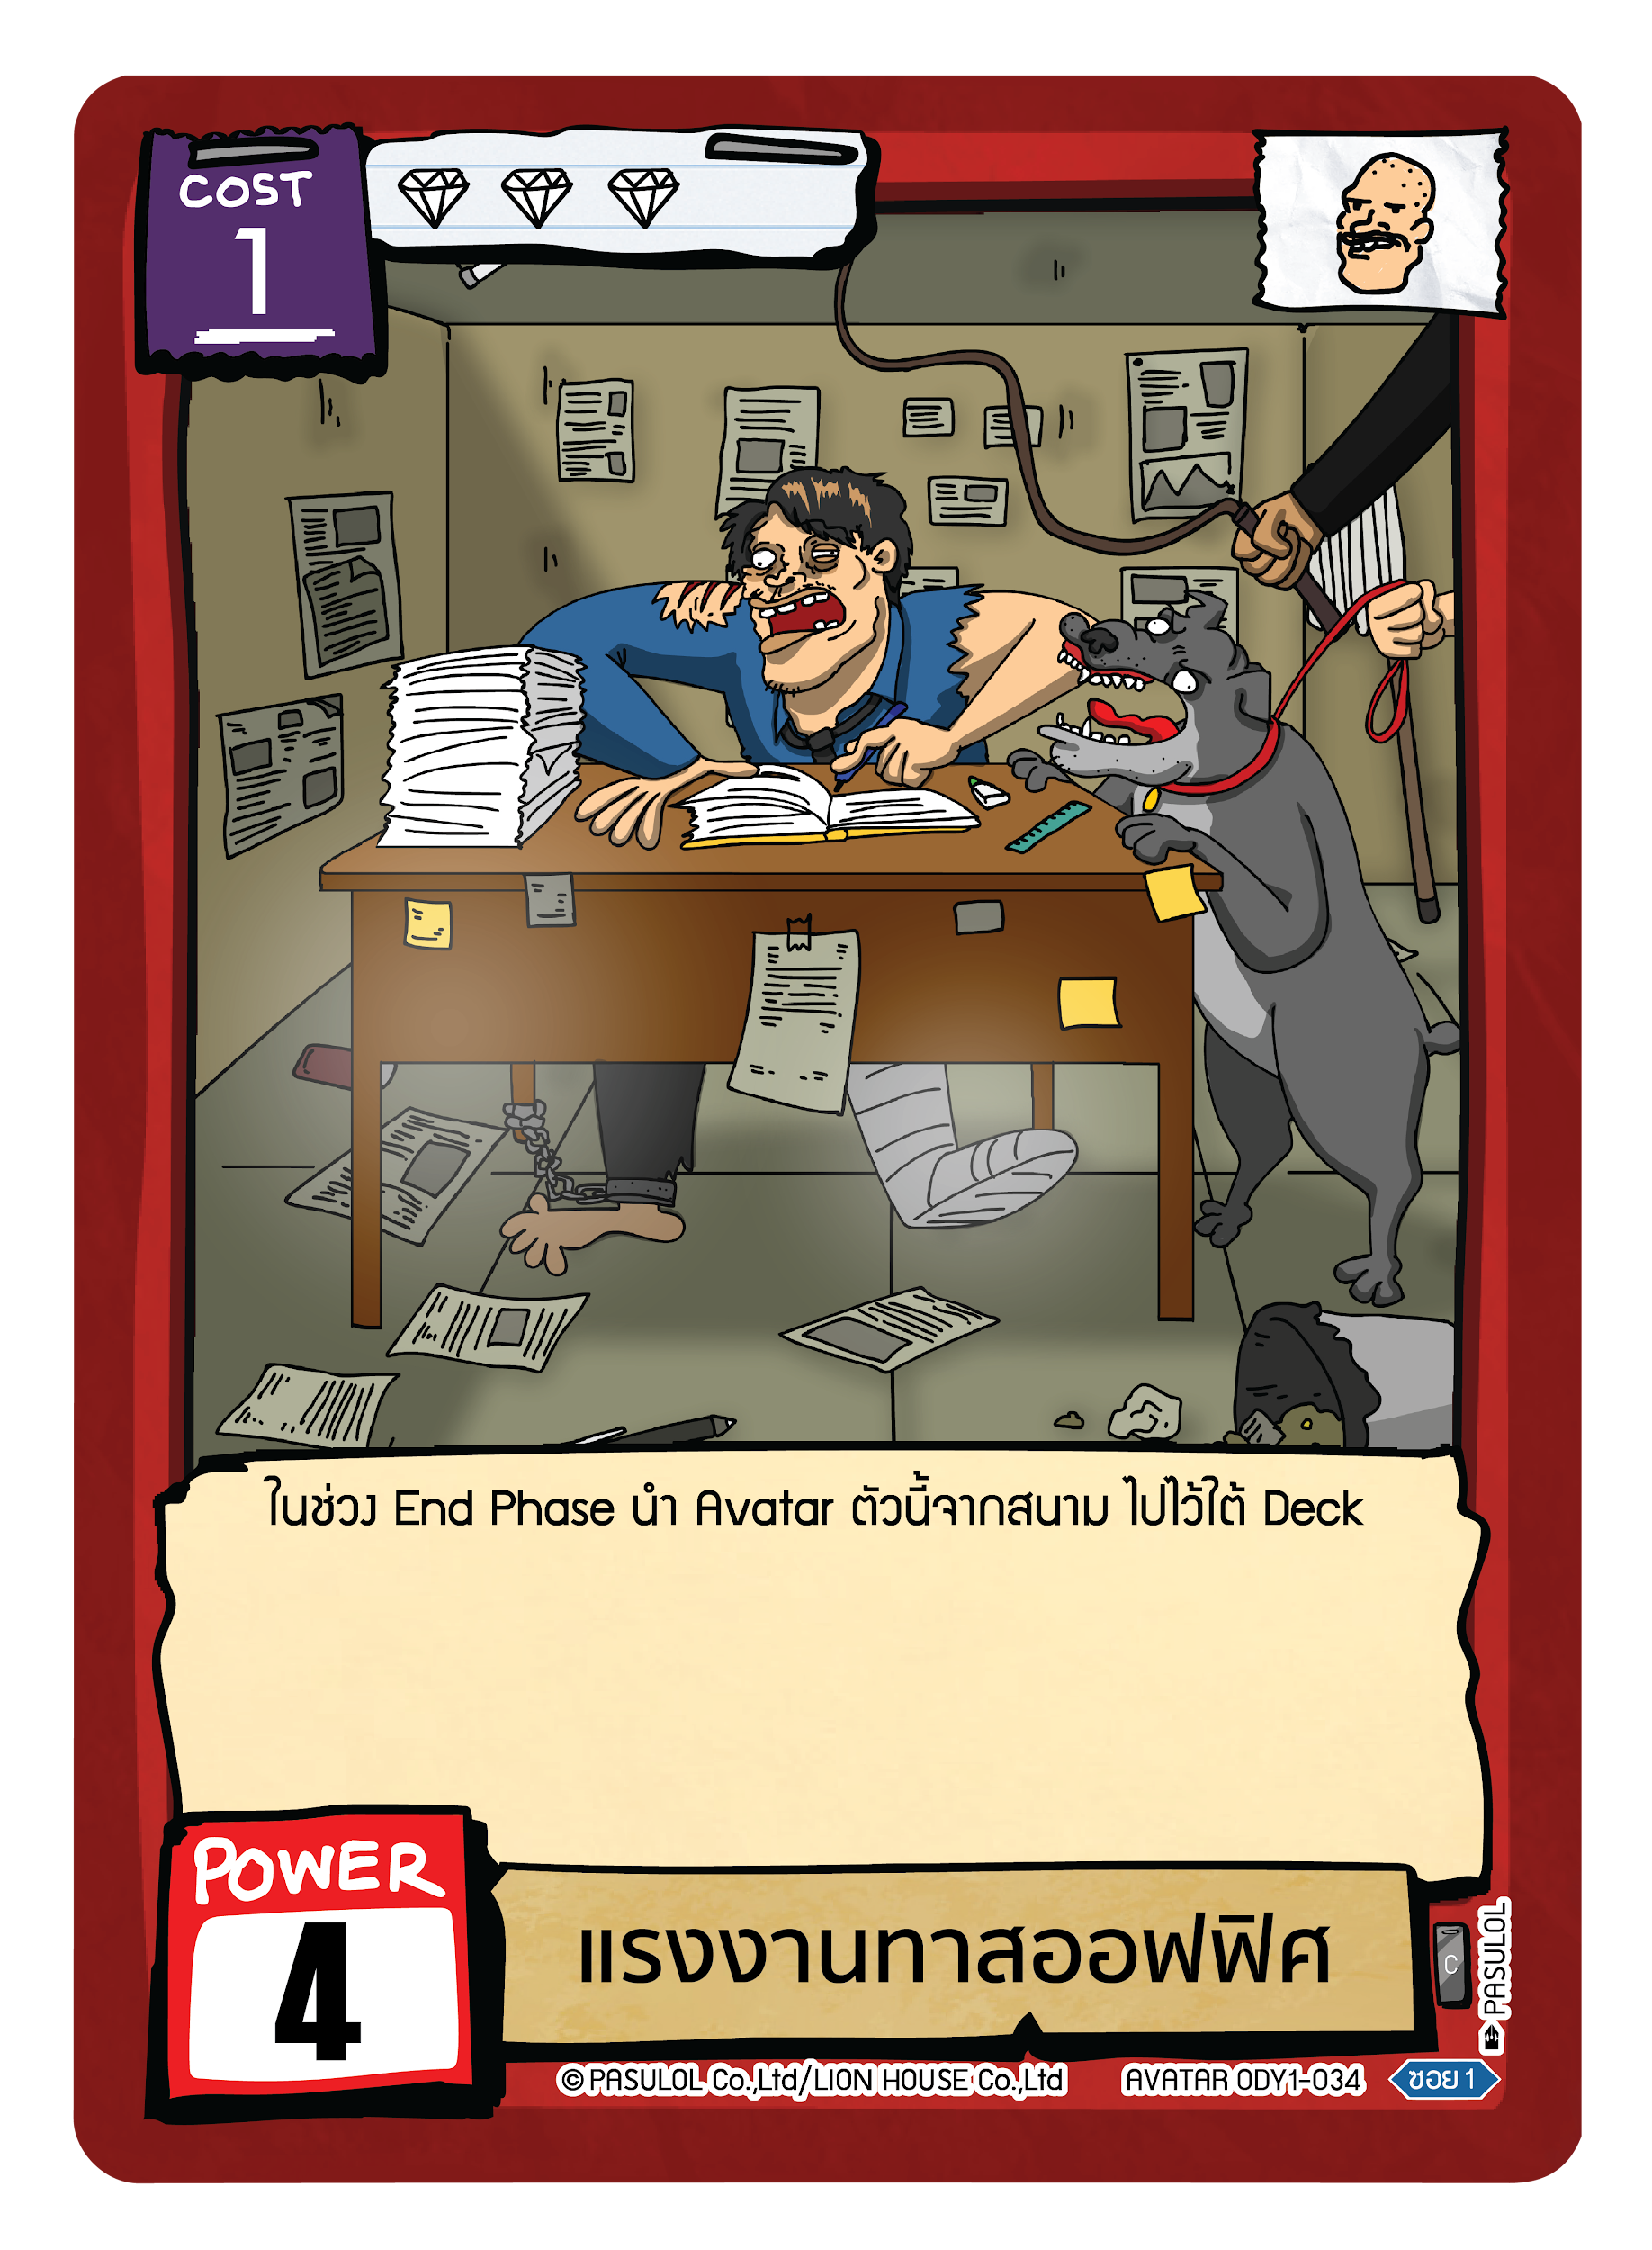 COST
1
ในช่วง End Phase นำ Avatar ตัวนี้จากสนาม ไปไว้ใต้ Deck
POWER
4
แรงงานทาสออฟฟิศ
C
PASULOL
© PASULOL Co.,Ltd/LION HOUSE Co.,Ltd
AVATAR ODY1-034
ซอย 1